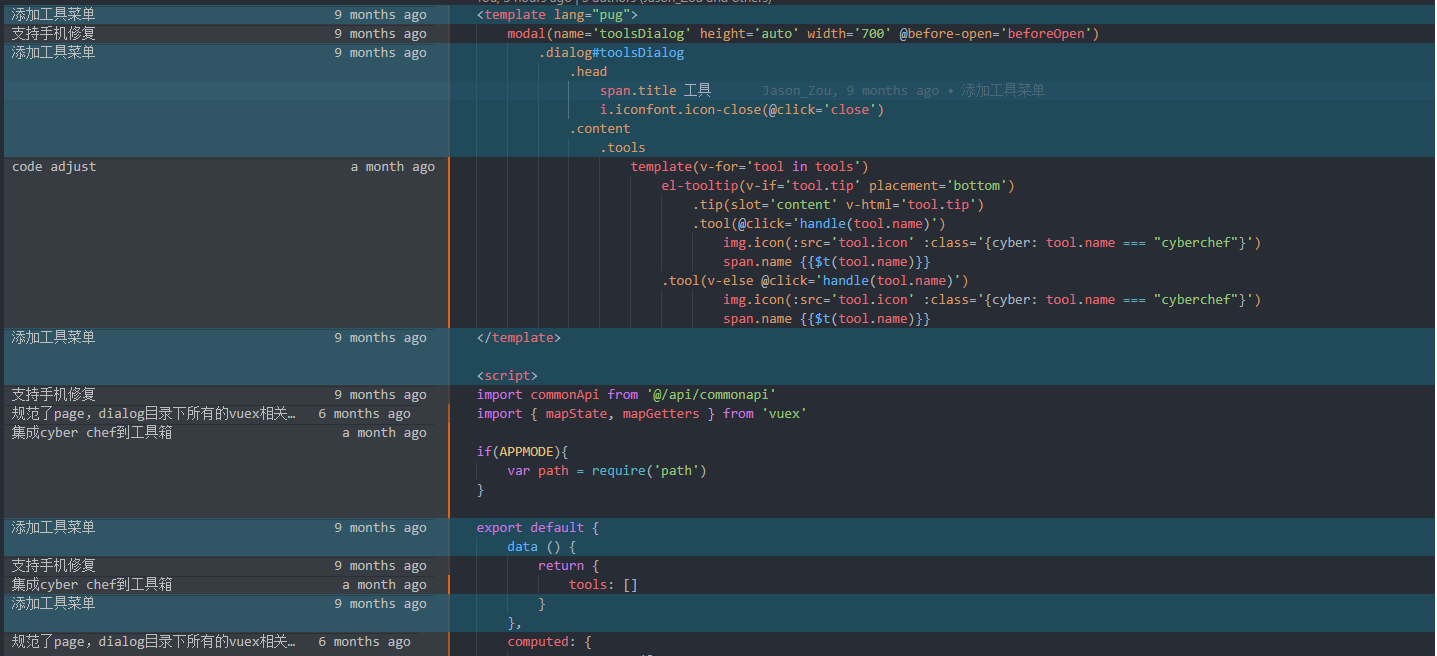 You, 5 hours ago | 3 authors (Jason_Zou and others)
添加工具菜单 9 months ago <template lang="pug">
支持手机修复 9 months ago modal(name='toolsDialog' height='auto' width='700' @before-open='beforeOpen')
添加工具菜单 9 months ago .dialog#toolsDialog
.head
span.title 工具 Jason_Zou, 9 months ago • 添加工具菜单
i.iconfont.icon-close(@click='close')
.content
.tools
code adjust a month ago template(v-for='tool in tools')
el-tooltip(v-if='tool.tip' placement='bottom')
.tip(slot='content' v-html='tool.tip')
.tool(@click='handle(tool.name)')
img.icon(:src='tool.icon' :class='{cyber: tool.name === "cyberchef"}')
span.name {{$t(tool.name)}}
.tool(v-else @click='handle(tool.name)')
img.icon(:src='tool.icon' :class='{cyber: tool.name === "cyberchef"}')
span.name {{$t(tool.name)}}
添加工具菜单 9 months ago </template>
<script>
支持手机修复 9 months ago import commonApi from '@/api/commonapi'
规范了page，dialog目录下所有的vuex相关… 6 months ago import { mapState, mapGetters } from 'vuex'
集成cyber chef到工具箱 a month ago
if(APPMODE){
var path = require('path')
}
添加工具菜单 9 months ago export default {
data () {
支持手机修复 9 months ago return {
集成cyber chef到工具箱 a month ago tools: []
添加工具菜单 9 months ago }
},
规范了page，dialog目录下所有的vuex相关… 6 months ago computed: {